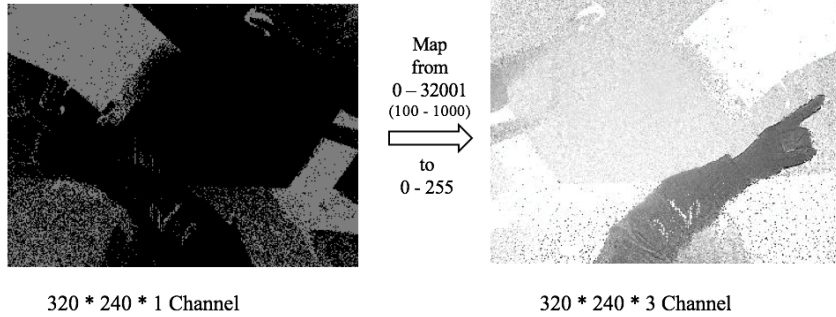 Map
from
0 – 32001
(100 - 1000)
to
0 - 255
320 * 240 * 1 Channel
320 * 240 * 3 Channel